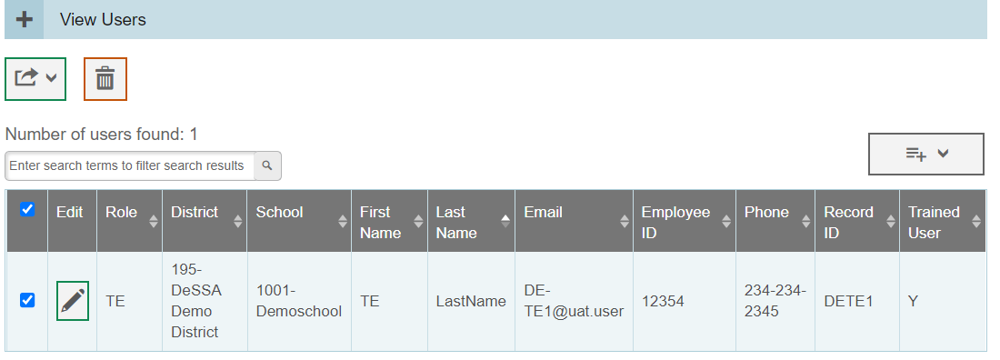 View Users
Number of users found: 1
Enter search terms to filter search results
Edit Role District School First Name Last Name Email Employee ID Phone Record ID Trained User
TE 195-DeSSA Demo District 1001-Demoschool TE LastName DE-TE1@uat.user 12354 234-234-2345 DETE1 Y